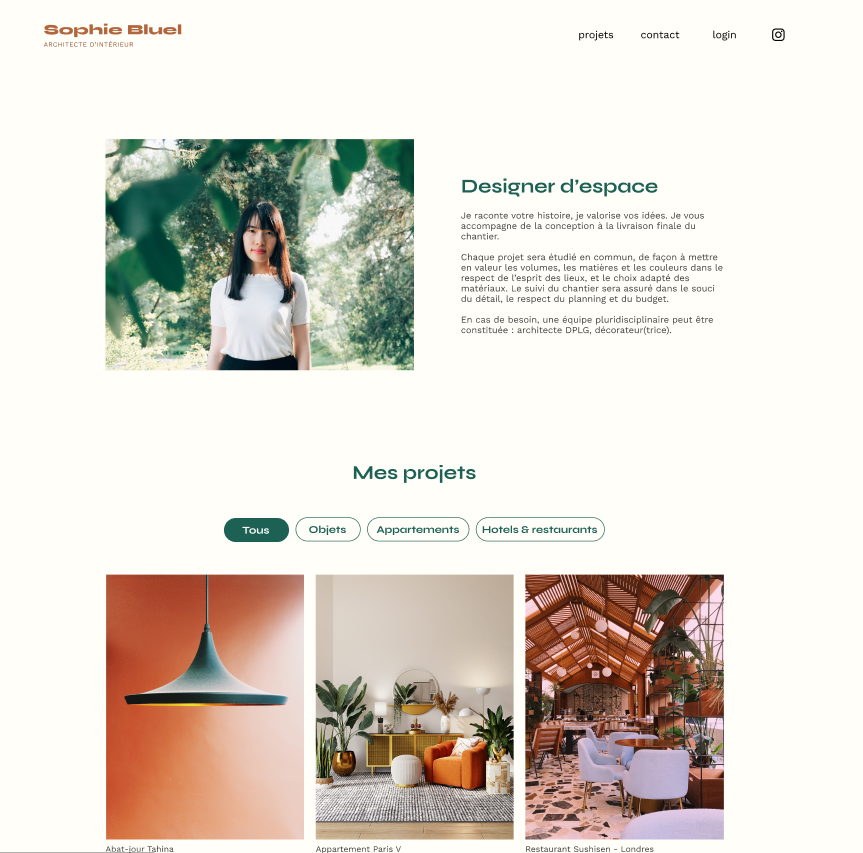 Sophie Bluel
ARCHITECTE D'INTÉRIEUR
projets contact login
Designer d'espace
Je raconte votre histoire, je valorise vos idées. Je vous
accompagne de la conception à la livraison finale du
chantier.
Chaque projet sera étudié en commun, de façon à mettre
en valeur les volumes, les matières et les couleurs dans le
respect de l'esprit des lieux, et le choix adapté des
matériaux. Le suivi du chantier sera assuré dans le souci
du détail, le respect du planning et du budget.
En cas de besoin, une équipe pluridisciplinaire peut être
constituée : architecte DPLG, décorateur(trice).
Mes projets
Tous Objets Appartements Hotels & restaurants
Abat-jour Tahina
Appartement Paris V
Restaurant Sushisen - Londres